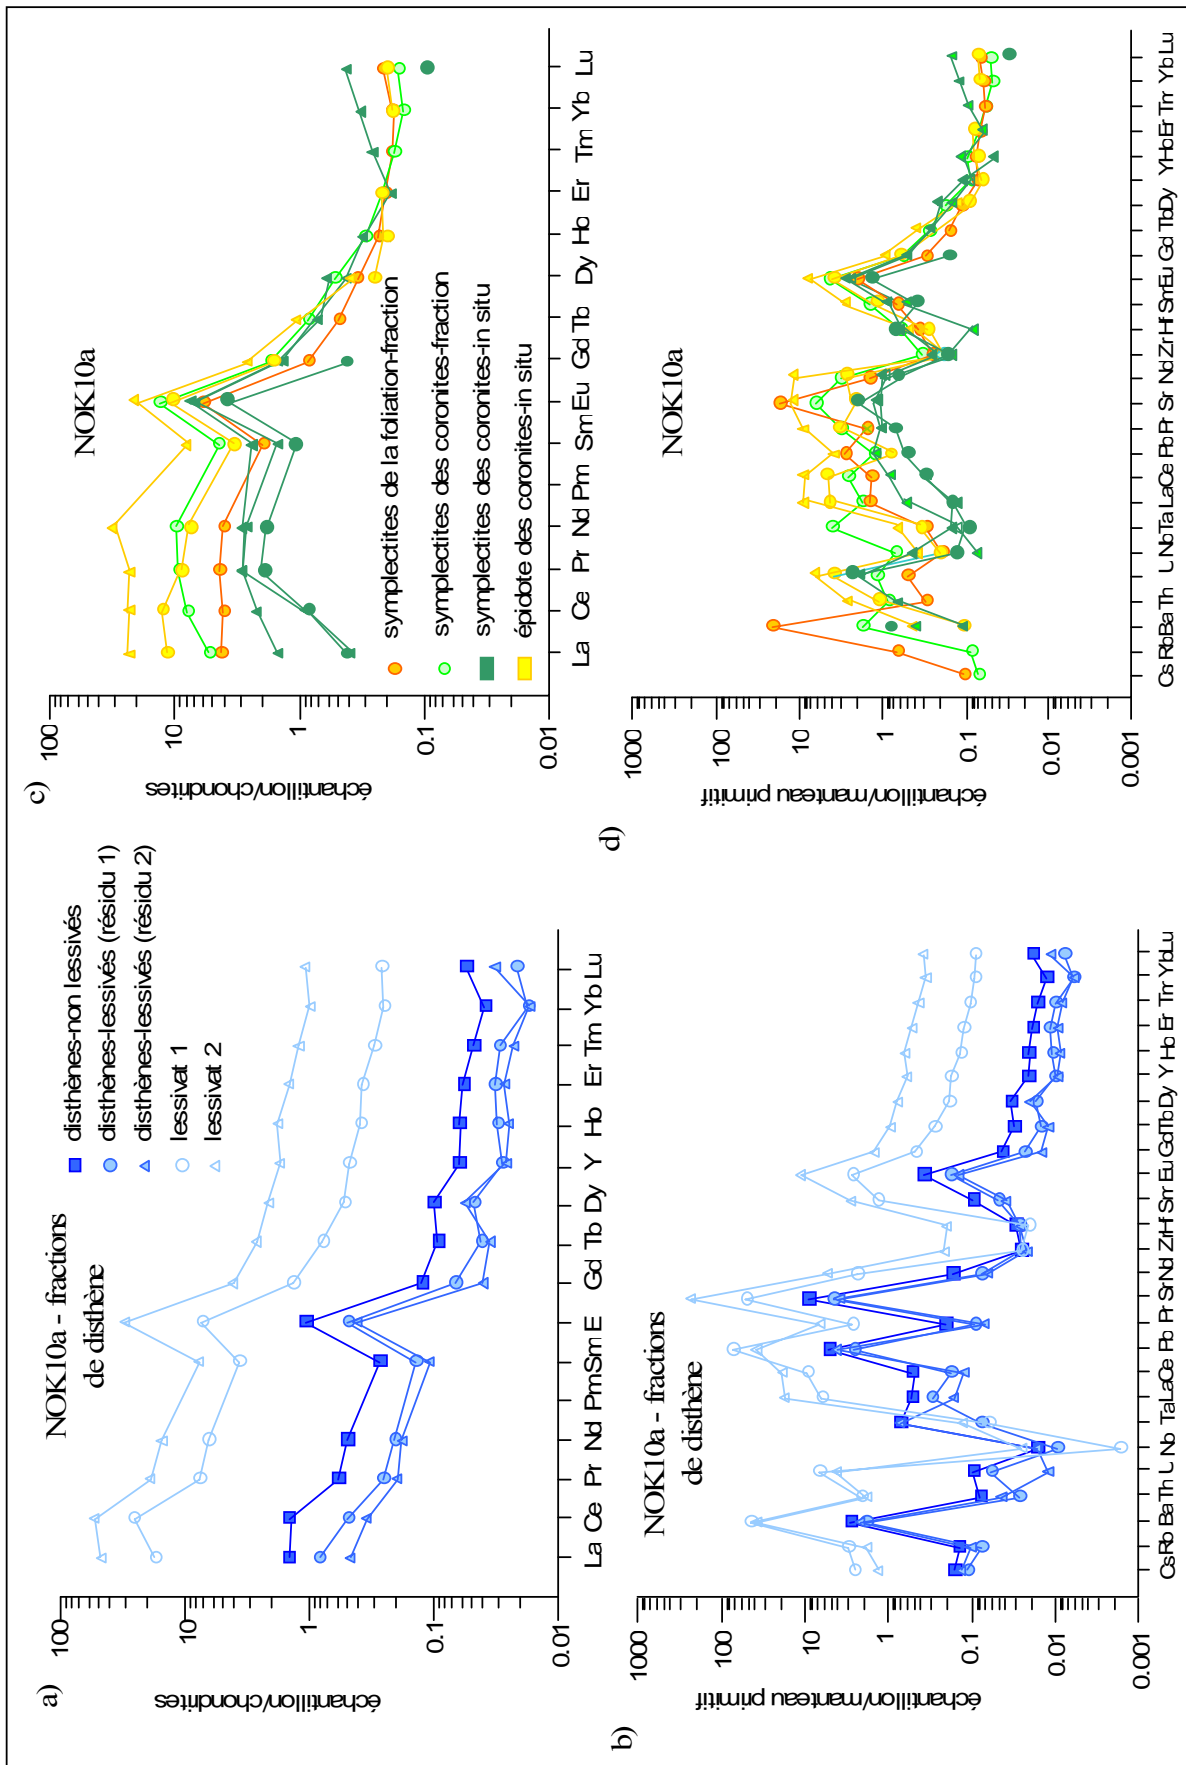 a)
NOK10a - fractions
de disthène
disthènes-non lessivés
disthènes-lessivés (résidu 1)
disthènes-lessivés (résidu 2)
lessivat 1
lessivat 2
échantillon/chondrites
100
10
1
0.1
0.01
La Ce Pr Nd Pm Sm E Gd Tb Dy Y Ho Er Tm Yb Lu
b)
NOK10a - fractions
de disthène
échantillon/manteau primitif
1000
100
10
1
0.1
0.01
0.001
Cs Rb Ba Th U Nb Ta La Ce Pb Pr Sr Nd Zr Hf Sm Eu Gd Tb Dy Y Ho Er Tm Yb Lu
c)
NOK10a
échantillon/chondrites
100
10
1
0.1
0.01
symplectites de la foliation-fraction
symplectites des coronites-fraction
symplectites des coronites-in situ
épidote des coronites-in situ
La Ce Pr Nd Pm Sm Eu Gd Tb Dy Ho Er Tm Yb Lu
d)
NOK10a
échantillon/manteau primitif
1000
100
10
1
0.1
0.01
0.001
Cs Rb Ba Th U Nb Ta La Ce Pb Pr Sr Nd Zr Hf Sm Eu Gd Tb Dy Y Ho Er Tm Yb Lu